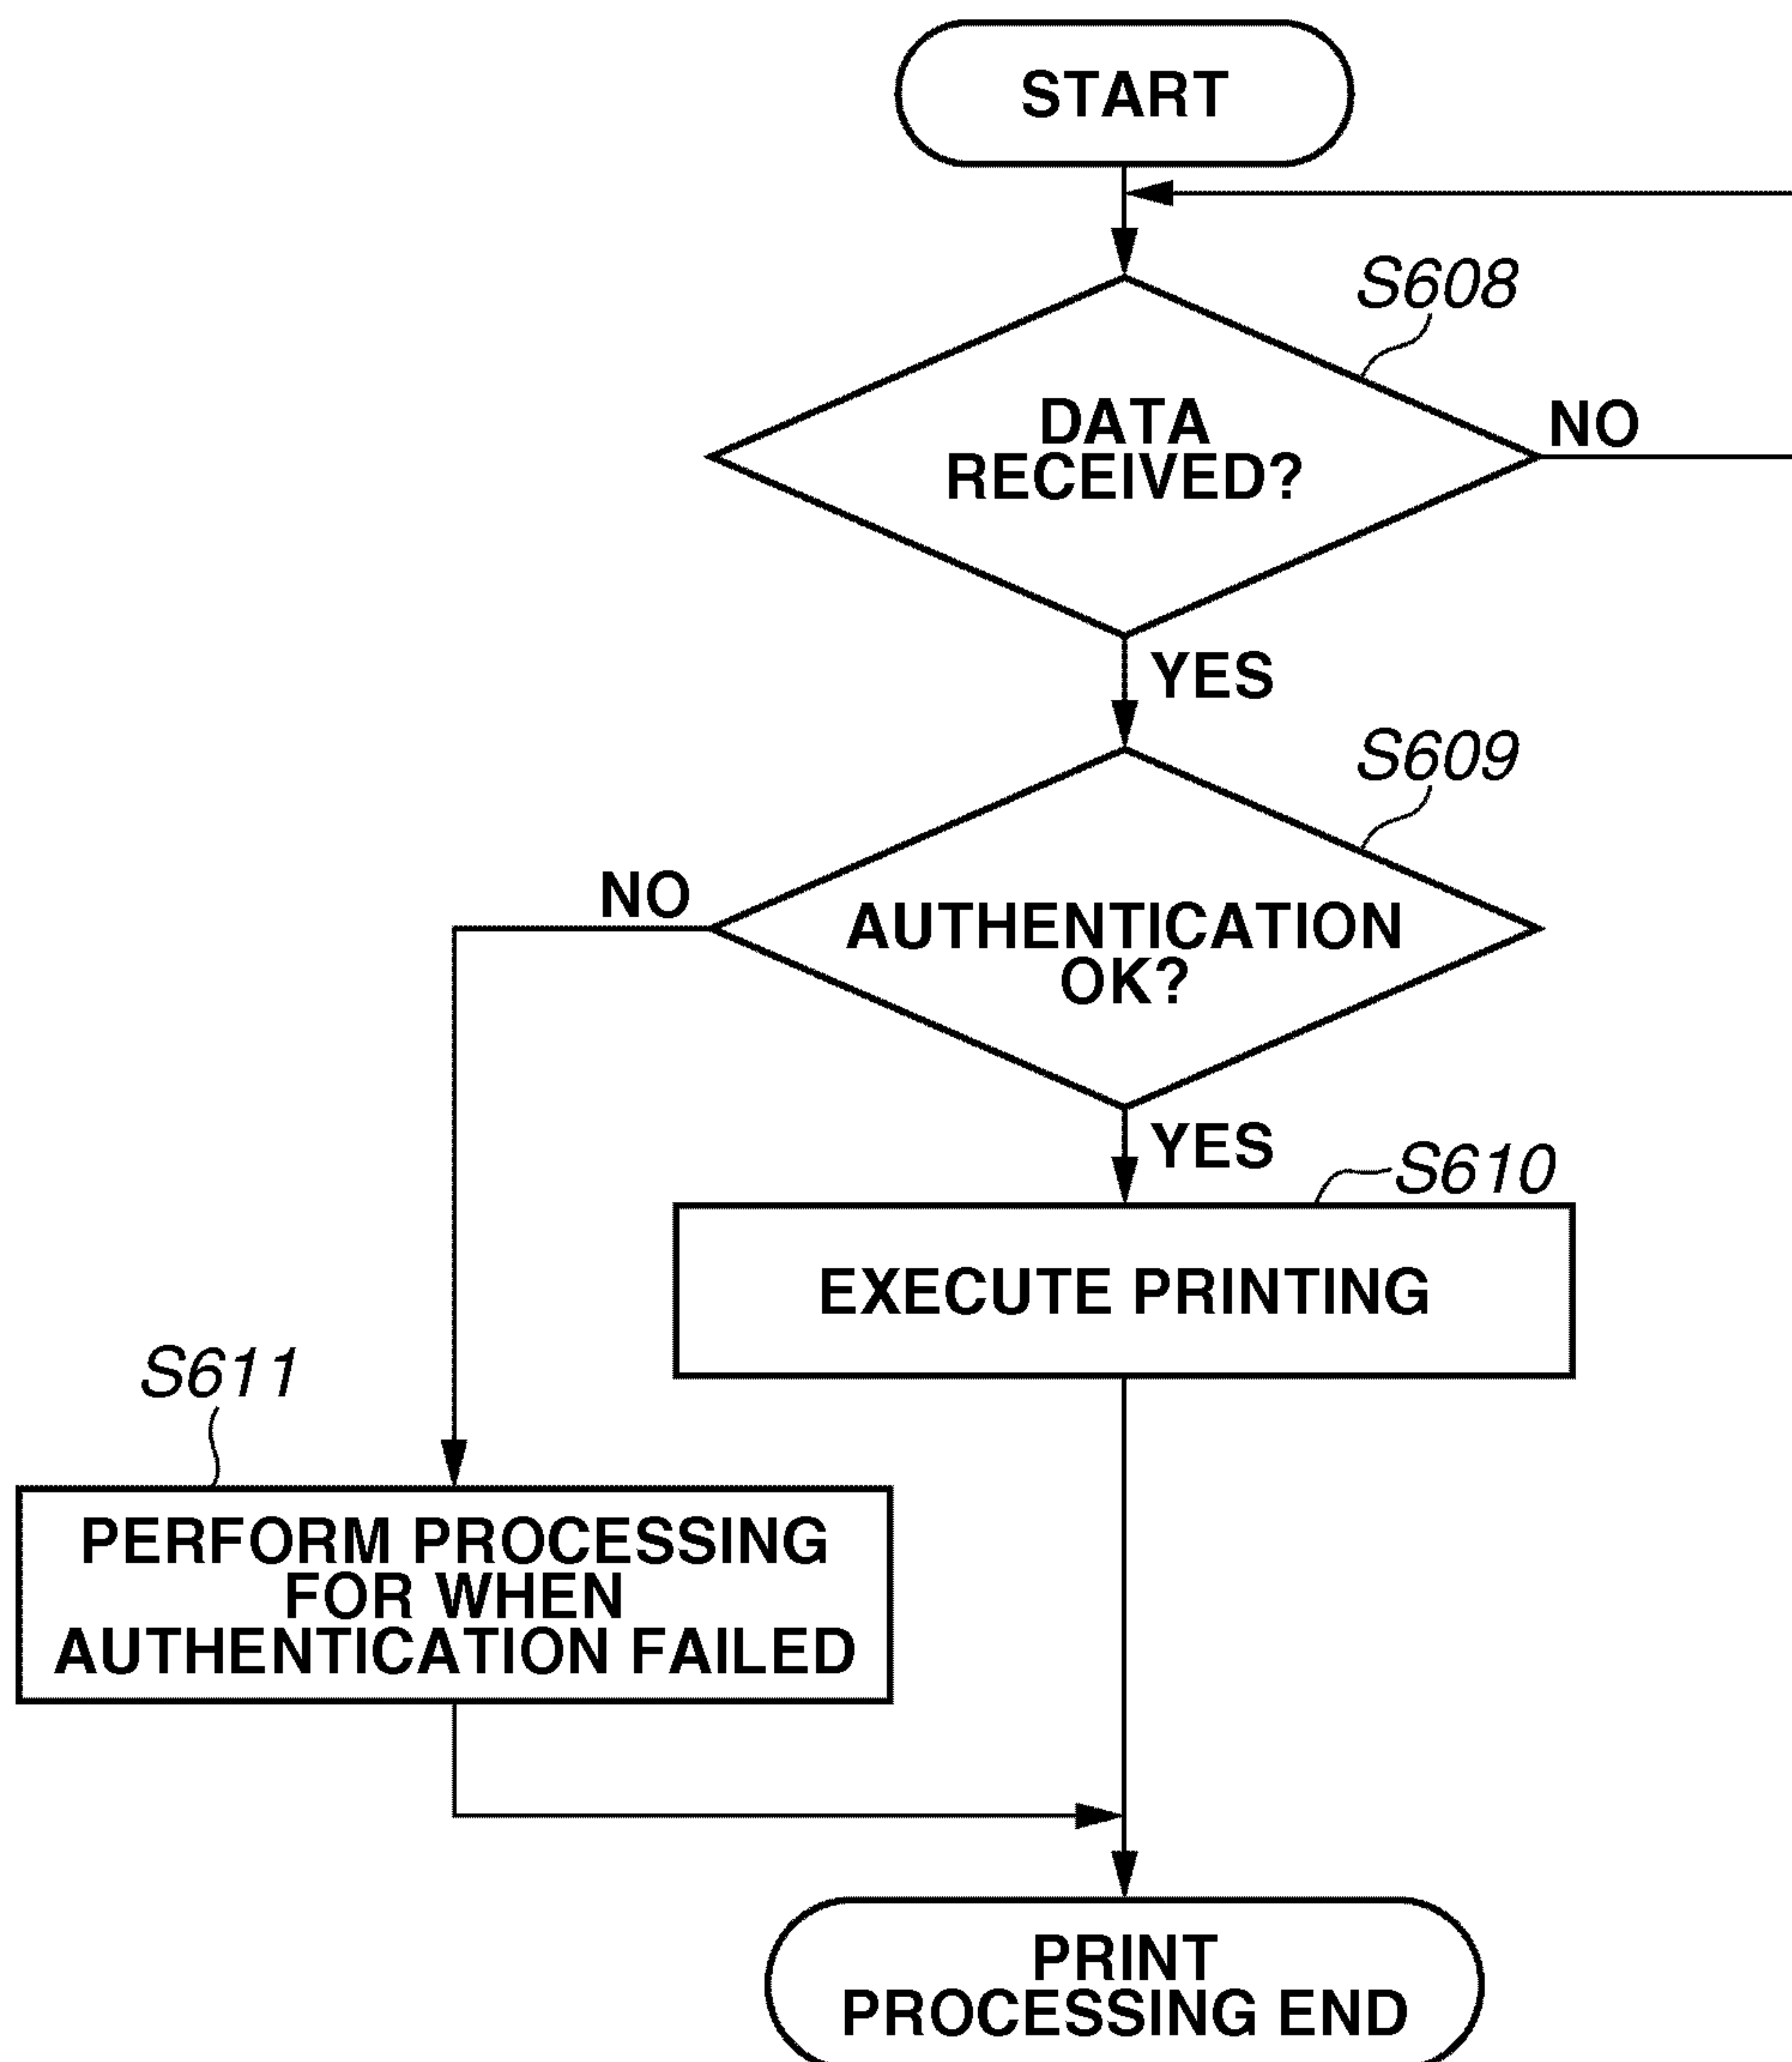 START
S608
DATA
RECEIVED?
NO
YES
S609
NO
AUTHENTICATION
OK?
YES
S610
EXECUTE PRINTING
S611
PERFORM PROCESSING
FOR WHEN
AUTHENTICATION FAILED
PRINT
PROCESSING END